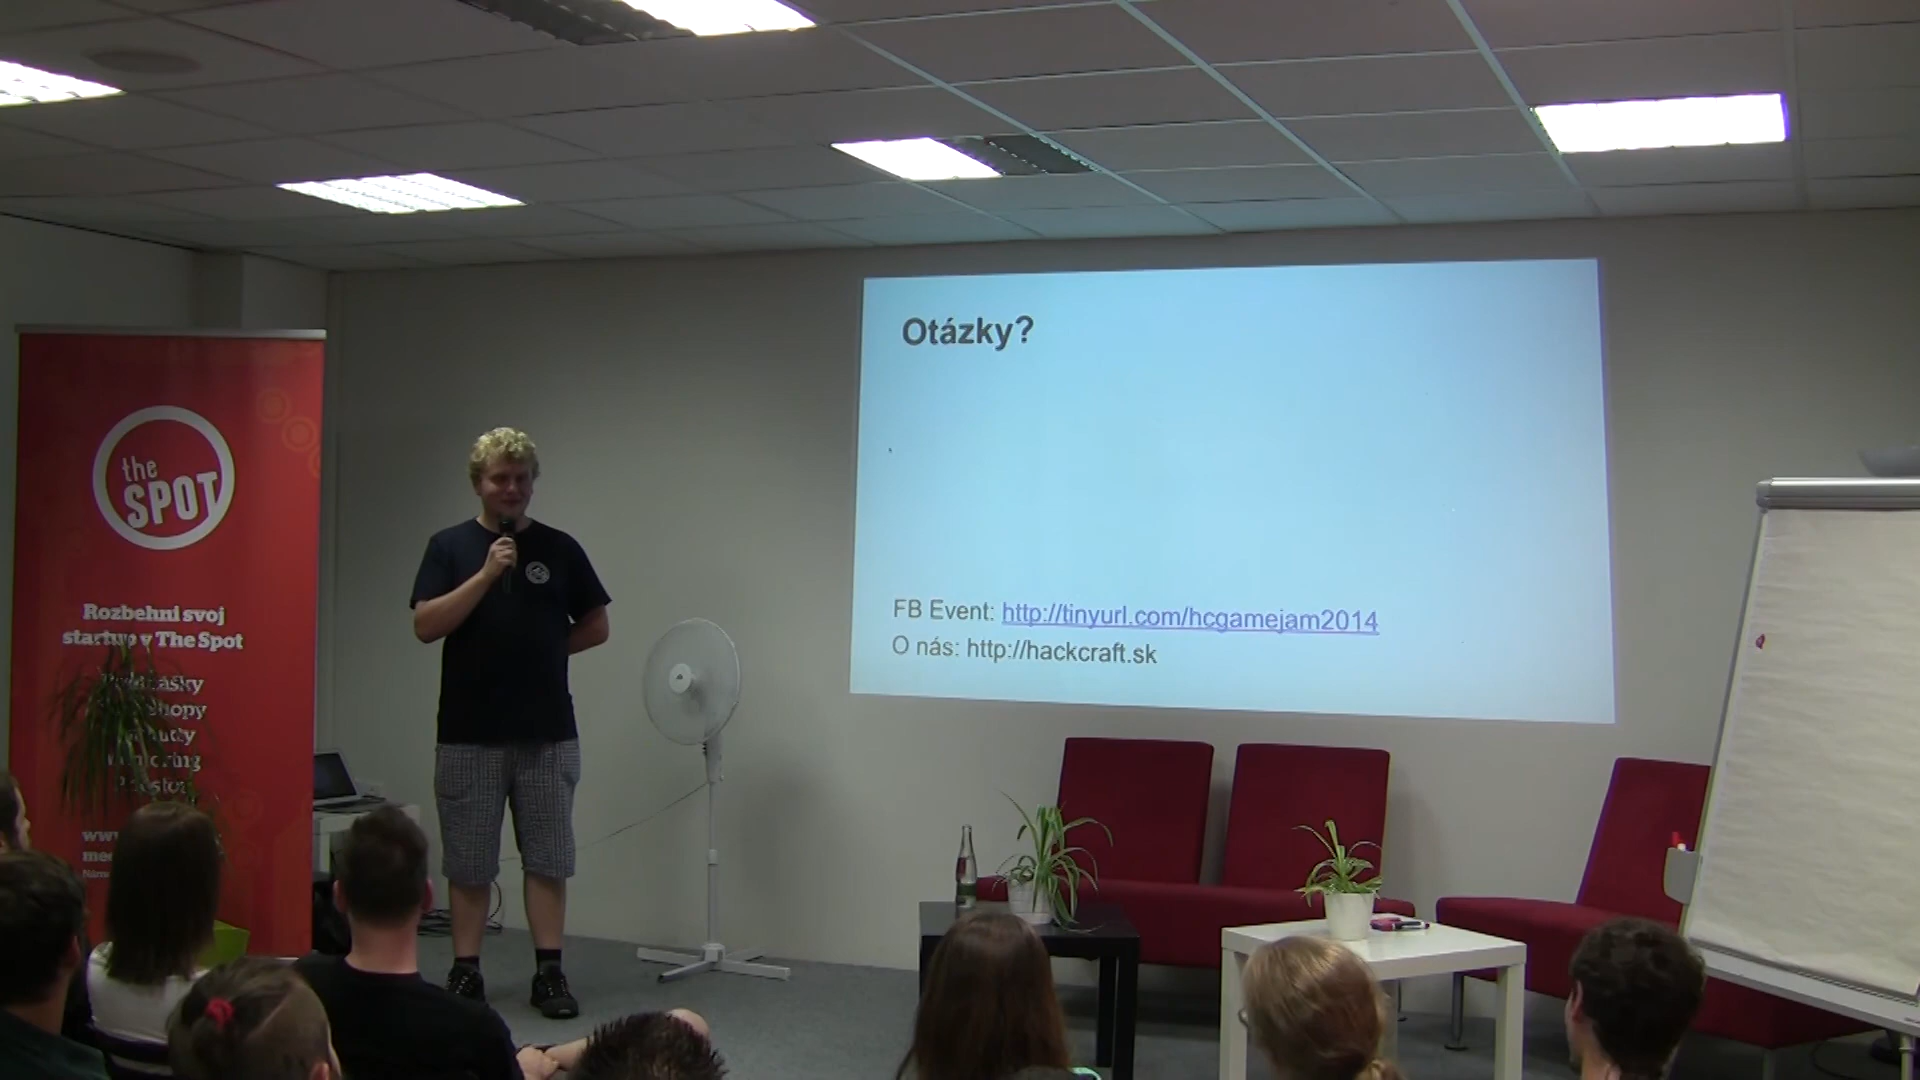 the
SPOT
Rozbehni svoj
startup v The Spot
Otázky?
FB Event: http://tinyurl.com/hcgamejam2014
O nás: http://hackcraft.sk